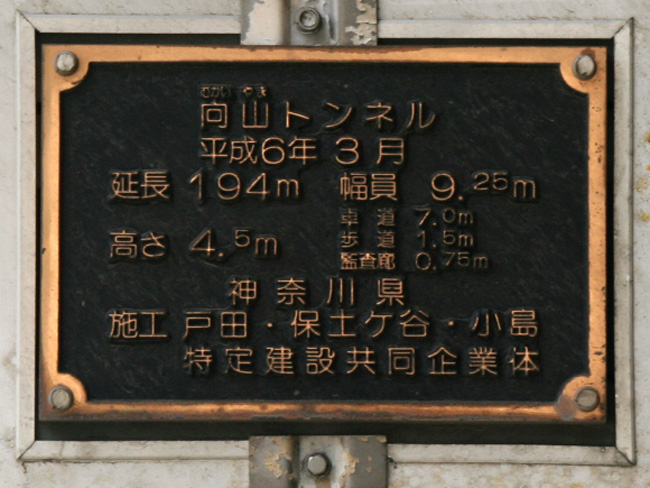 むかい やま
向山トンネル
平成6年 3月
延長 194m 幅員 9.25m
車道 7.0m
高さ 4.5m 歩道 1.5m
監査廊 0.75m
神奈川県
施工 戸田・保土ケ谷・小島
特定建設共同企業体